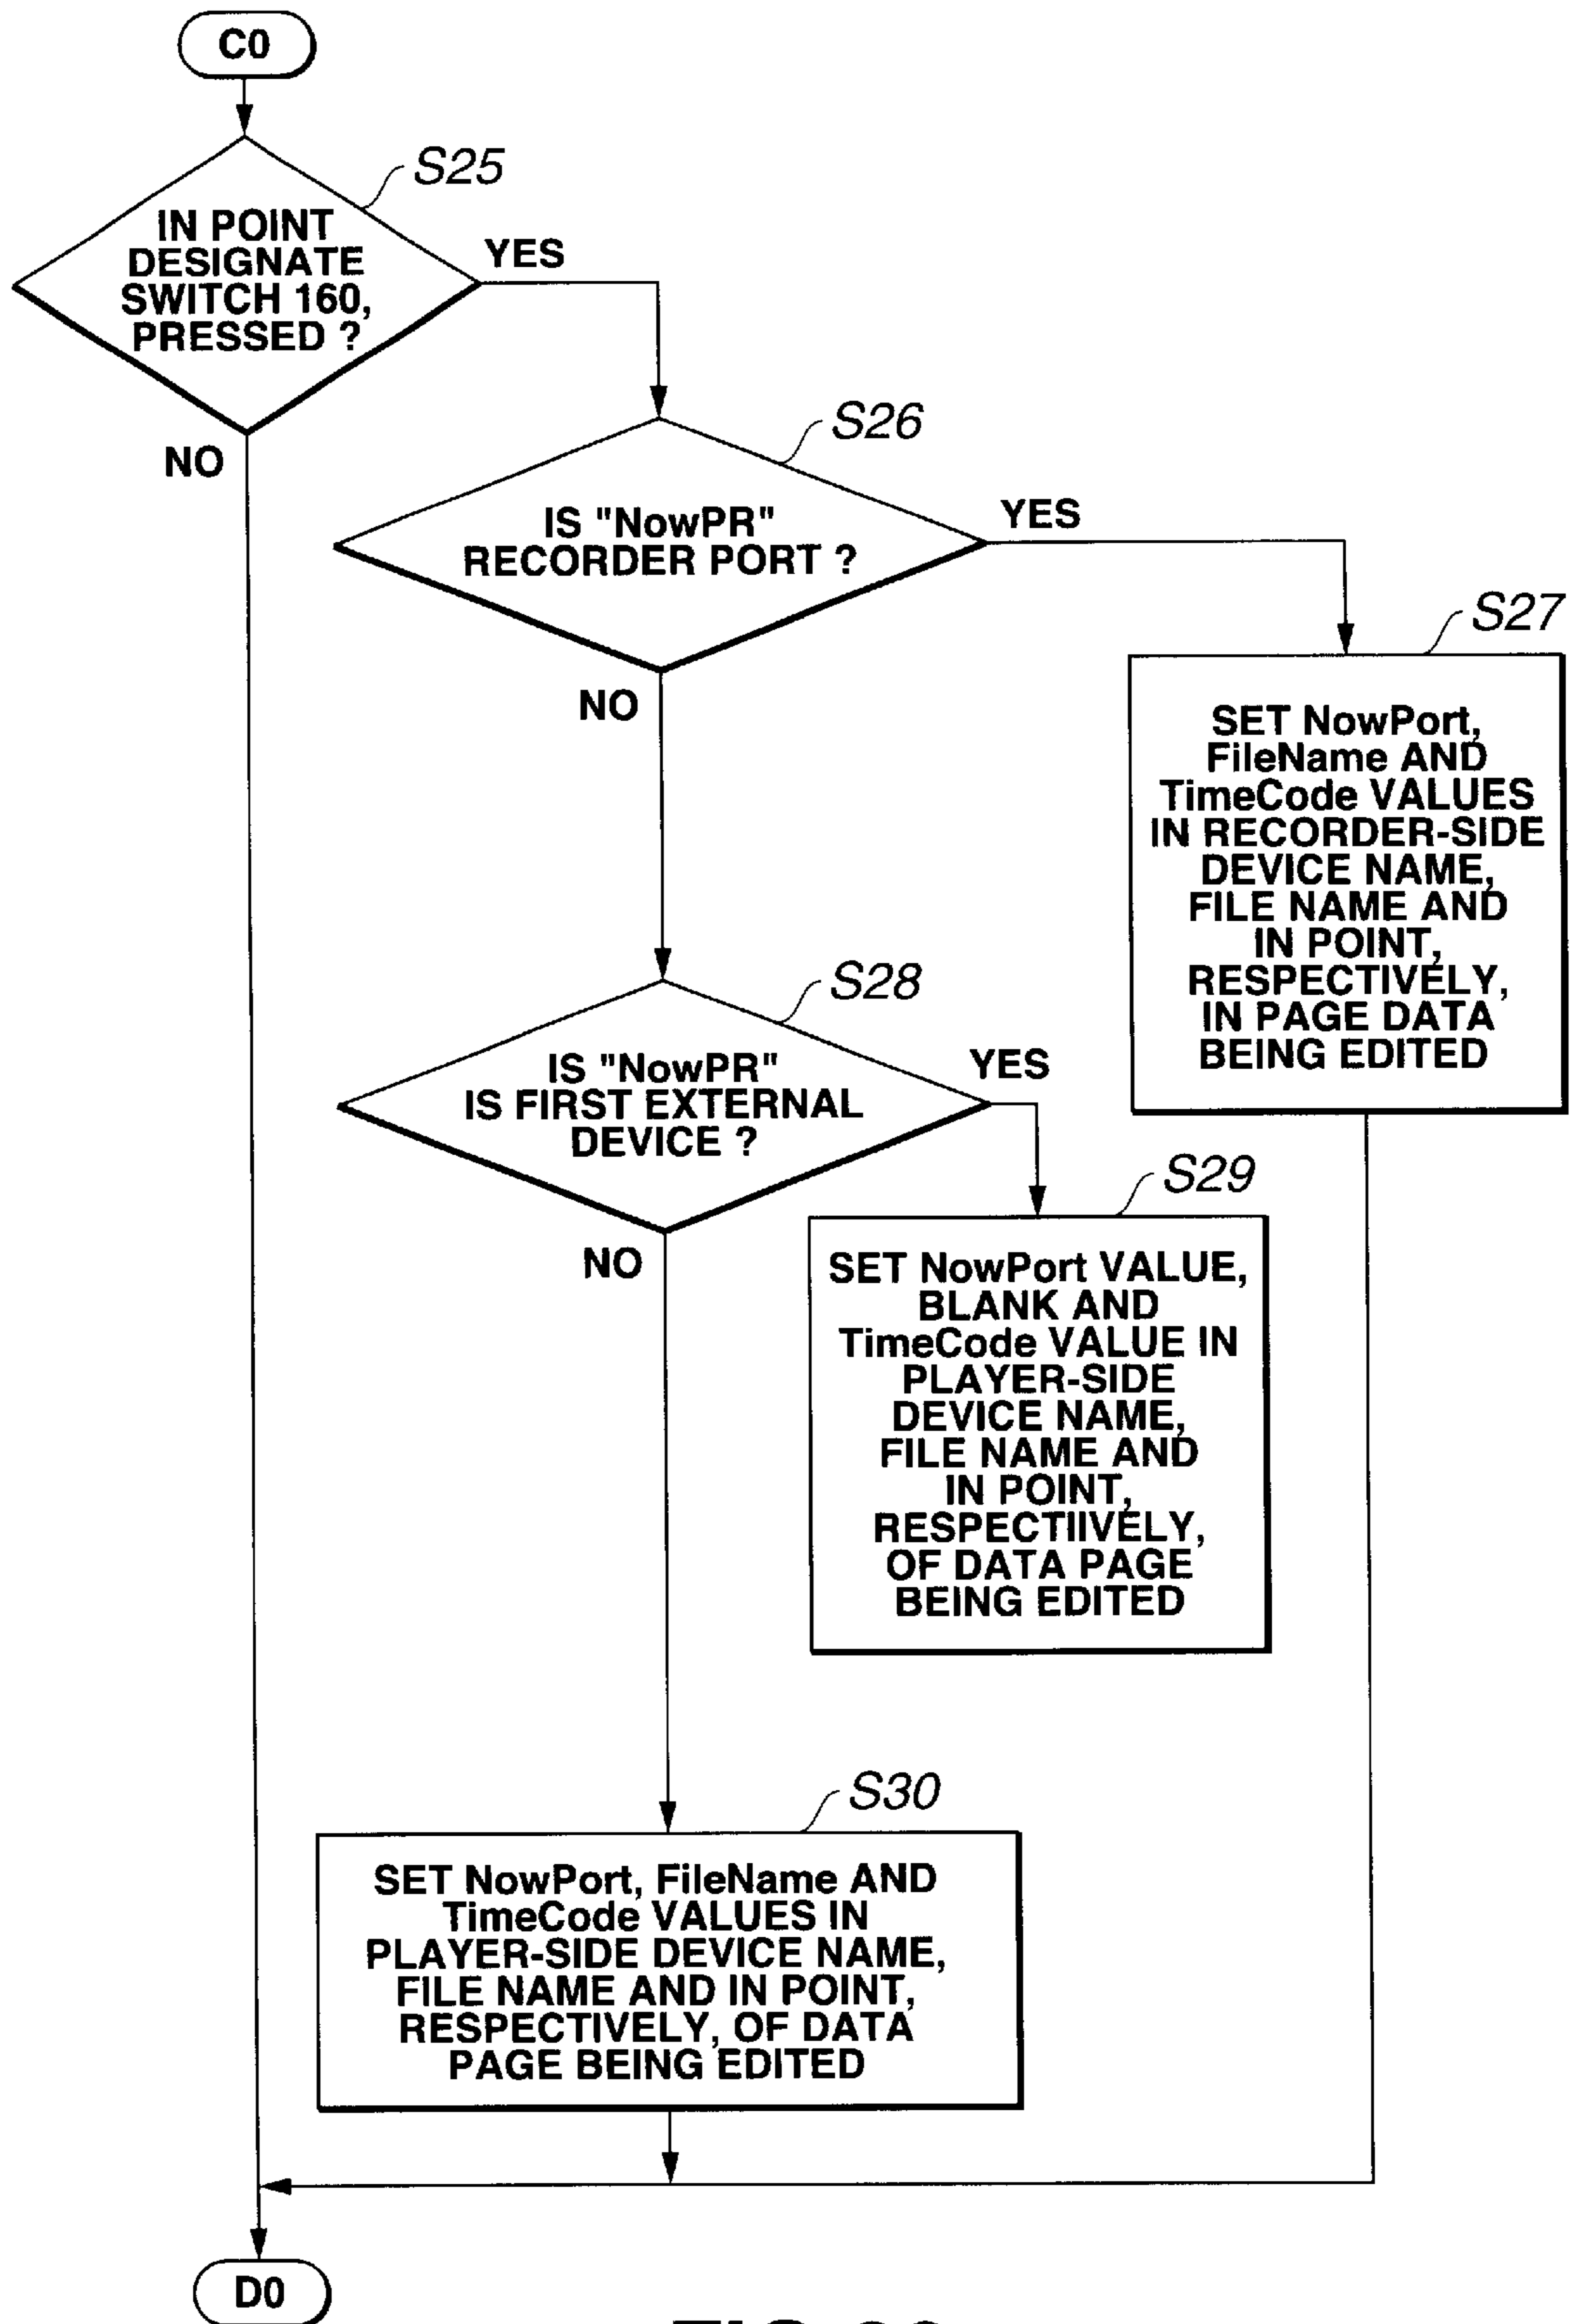 C0
S25
IN POINT
DESIGNATE
SWITCH 160,
PRESSED ?
YES
NO
S26
IS "NowPR"
RECORDER PORT ?
YES
NO
S27
SET NowPort,
FileName AND
TimeCode VALUES
IN RECORDER-SIDE
DEVICE NAME,
FILE NAME AND
IN POINT,
RESPECTIVELY,
IN PAGE DATA
BEING EDITED
S28
IS "NowPR"
IS FIRST EXTERNAL
DEVICE ?
YES
NO
S29
SET NowPort VALUE,
BLANK AND
TimeCode VALUE IN
PLAYER-SIDE
DEVICE NAME,
FILE NAME AND
IN POINT,
RESPECTIIVELY,
OF DATA PAGE
BEING EDITED
S30
SET NowPort, FileName AND
TimeCode VALUES IN
PLAYER-SIDE DEVICE NAME,
FILE NAME AND IN POINT,
RESPECTIVELY, OF DATA
PAGE BEING EDITED
D0